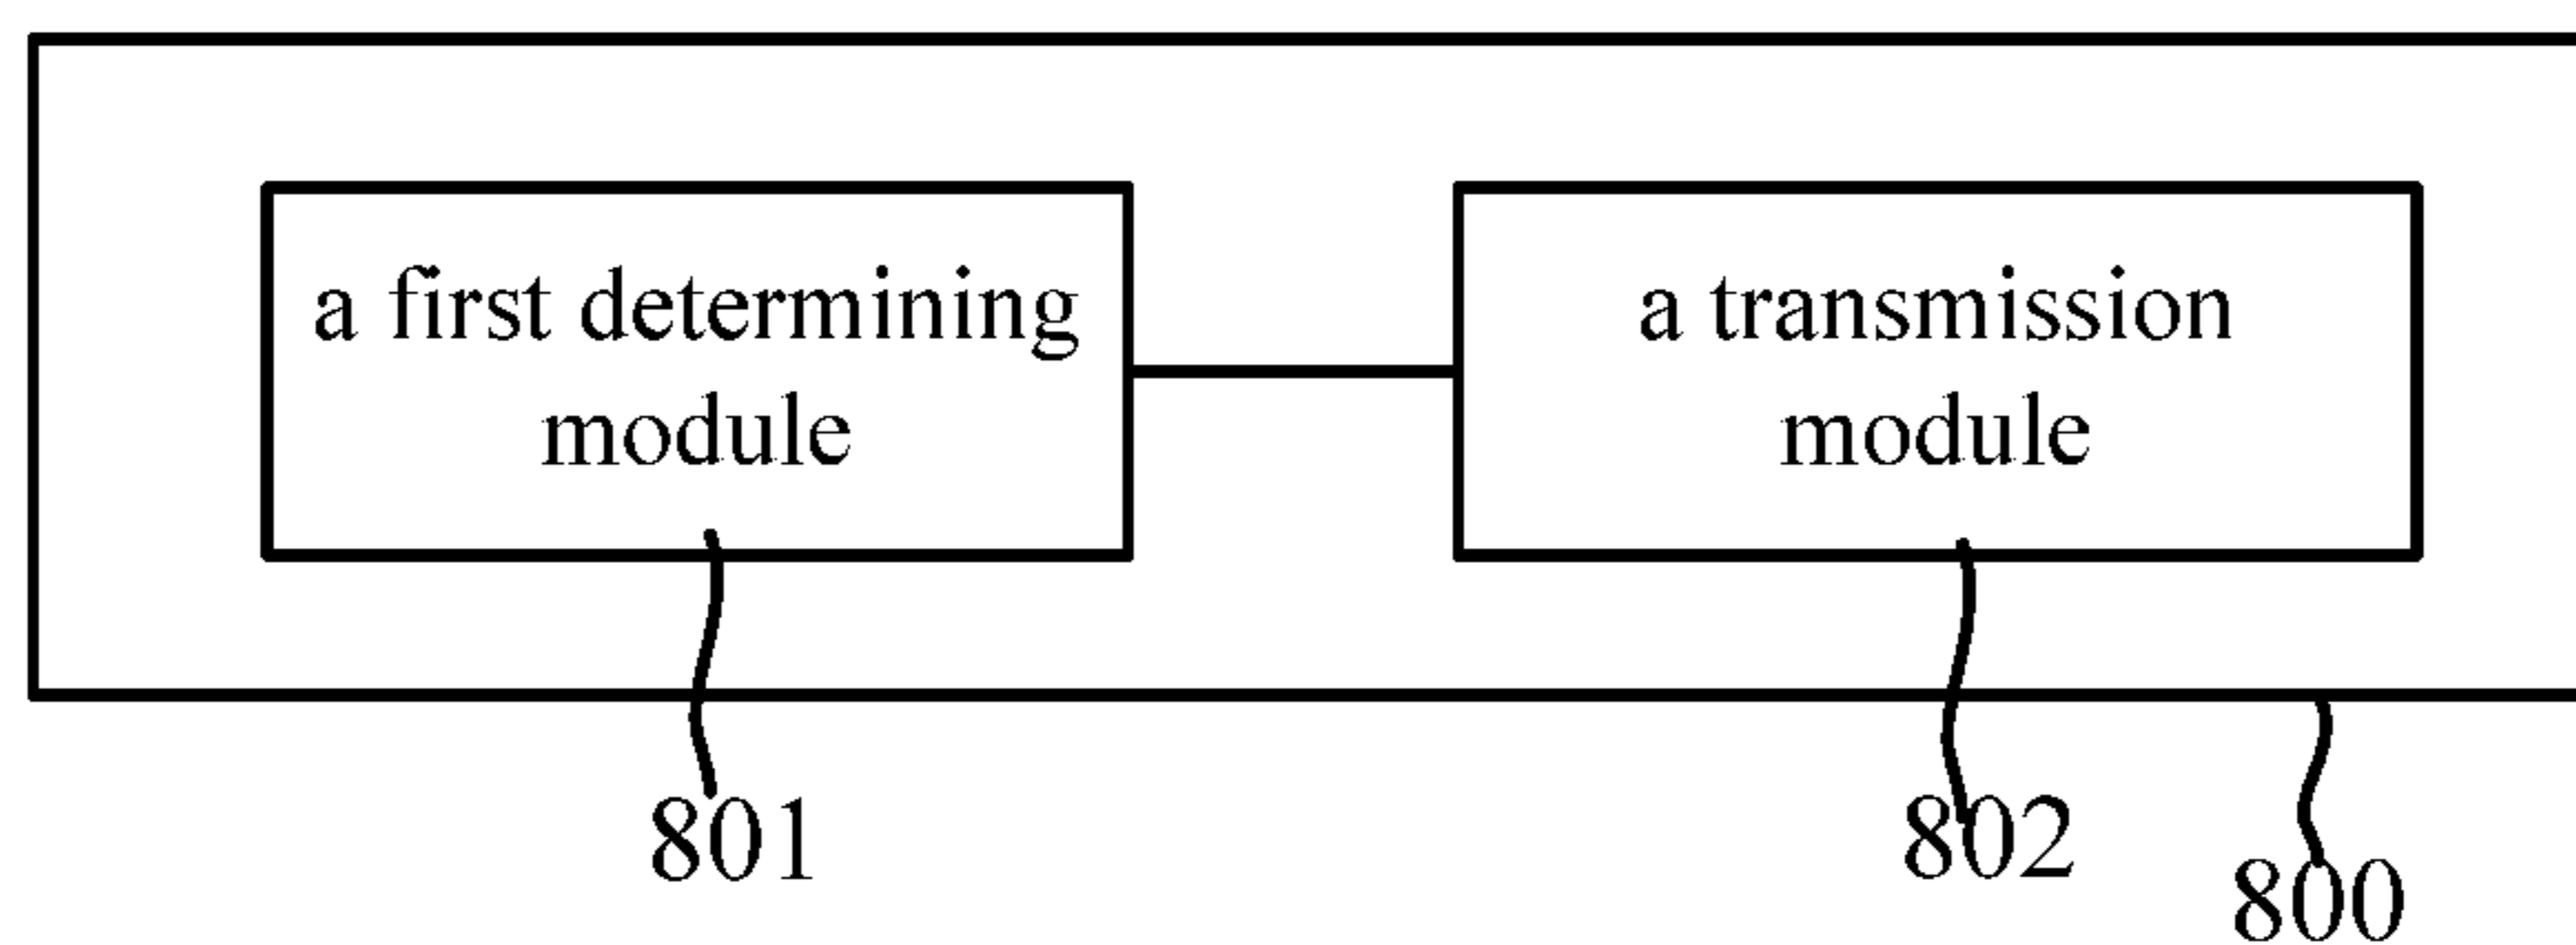 a first determining
module
a transmission
module
801
802
800